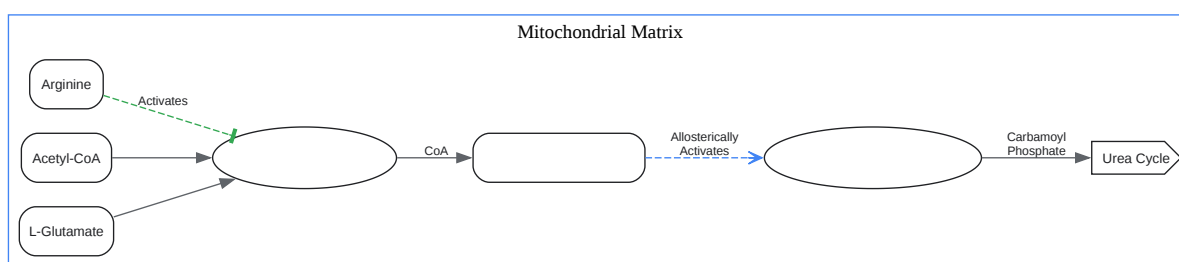 Mitochondrial Matrix
Arginine
Activates
Acetyl-CoA
CoA
Allosterically
Activates
Carbamoyl
Phosphate
Urea Cycle
L-Glutamate